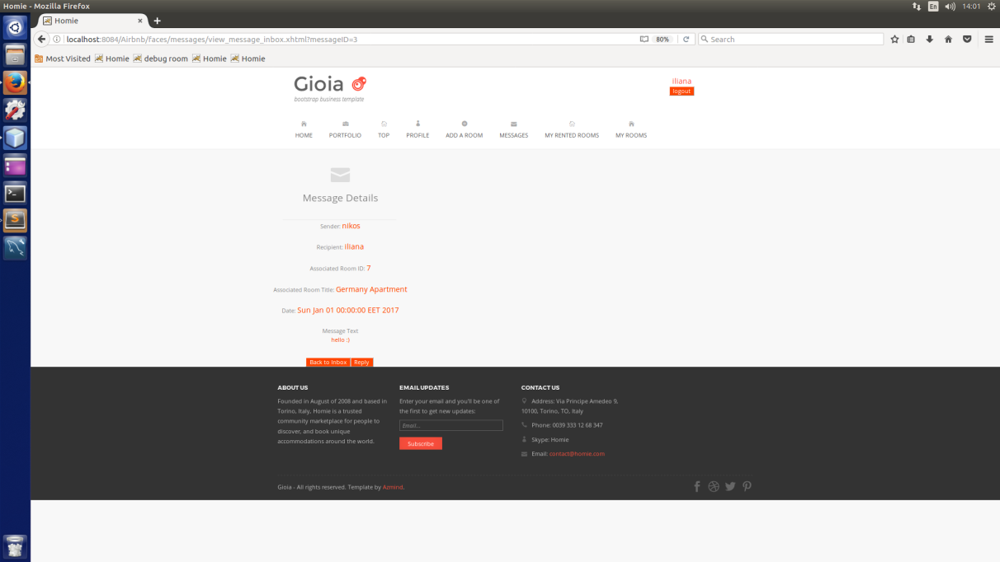 Homie - Mozilla Firefox
En
14:01
Homie
localhost:8084/Airbnb/faces/messages/view_message_inbox.xhtml?messageID=3
80%
Search
Most Visited
Homie
debug room
Homie
Homie
Gioia
bootstrap business template
iliana
logout
HOME
PORTFOLIO
TOP
PROFILE
ADD A ROOM
MESSAGES
MY RENTED ROOMS
MY ROOMS
Message Details
Sender: nikos
Recipient: iliana
Associated Room ID: 7
Associated Room Title: Germany Apartment
Date: Sun Jan 01 00:00:00 EET 2017
Message Text
hello :)
Back to Inbox
Reply
ABOUT US
Founded in August of 2008 and based in
Torino, Italy, Homie is a trusted
community marketplace for people to
discover, and book unique
accommodations around the world.
EMAIL UPDATES
Enter your email and you'll be one of
the first to get new updates:
Email...
Subscribe
CONTACT US
Address: Via Principe Amedeo 9,
10100, Torino, TO, Italy
Phone: 0039 333 12 68 347
Skype: Homie
Email: contact@homie.com
Gioia - All rights reserved. Template by Azmind.